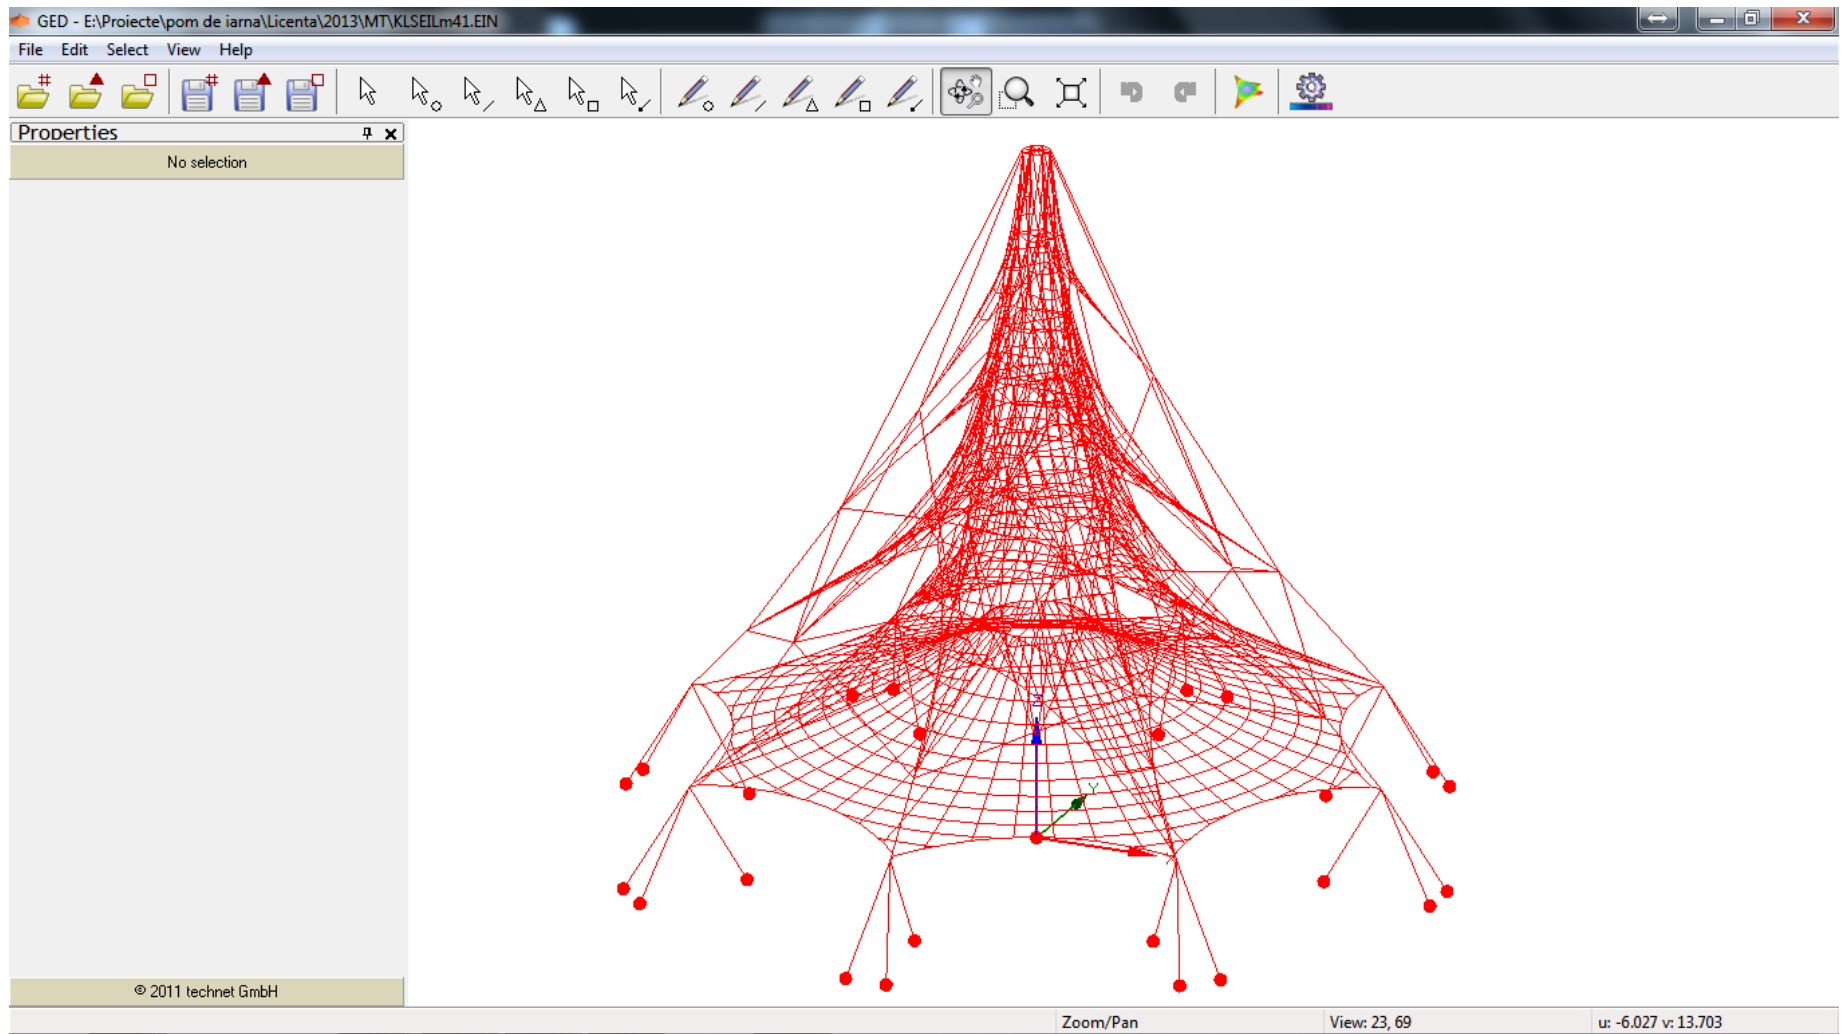 GED - E:\Proiecte\pom de iarna\Licenta\2013\MT\KLSEILm41.EIN
File Edit Select View Help
Properties
No selection
Z
Y
© 2011 technet GmbH
Zoom/Pan View: 23, 69 u: -6.027 v: 13.703